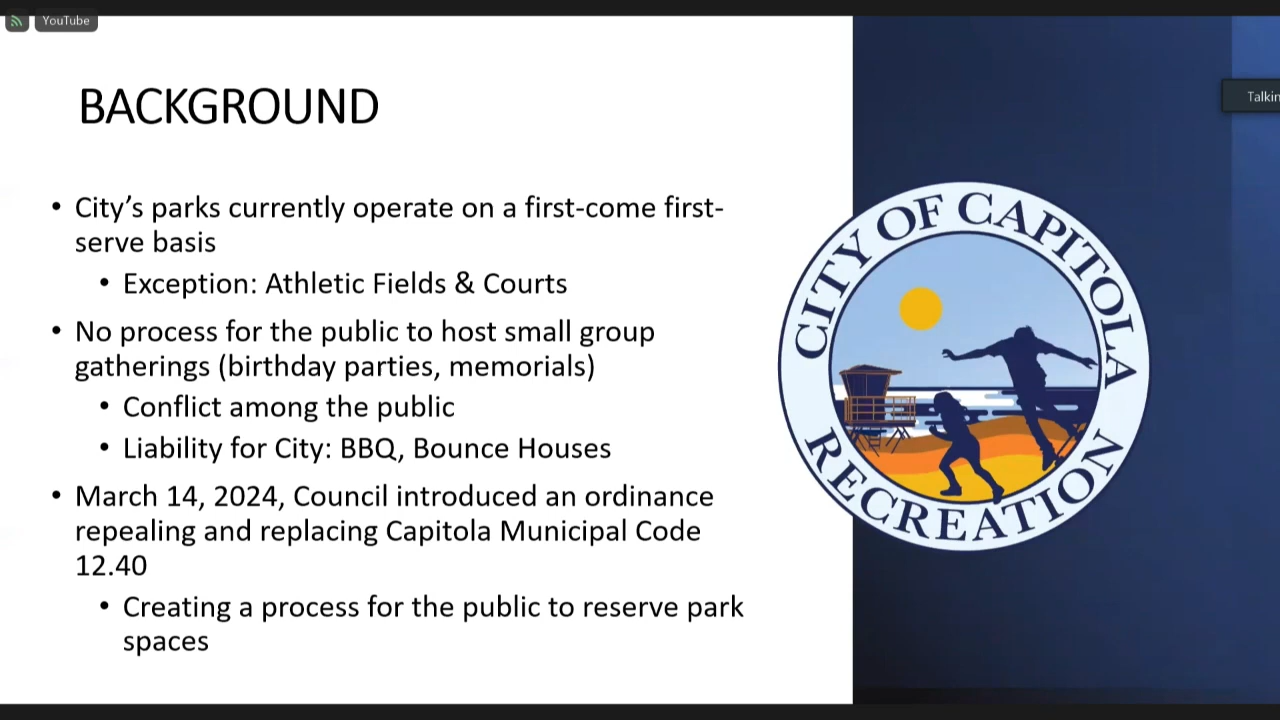 YouTube
Talkin
BACKGROUND
• City’s parks currently operate on a first-come first-
serve basis
• Exception: Athletic Fields & Courts
• No process for the public to host small group
gatherings (birthday parties, memorials)
• Conflict among the public
• Liability for City: BBQ, Bounce Houses
• March 14, 2024, Council introduced an ordinance
repealing and replacing Capitola Municipal Code
12.40
• Creating a process for the public to reserve park
spaces
CITY OF CAPITOLA
RECREATION